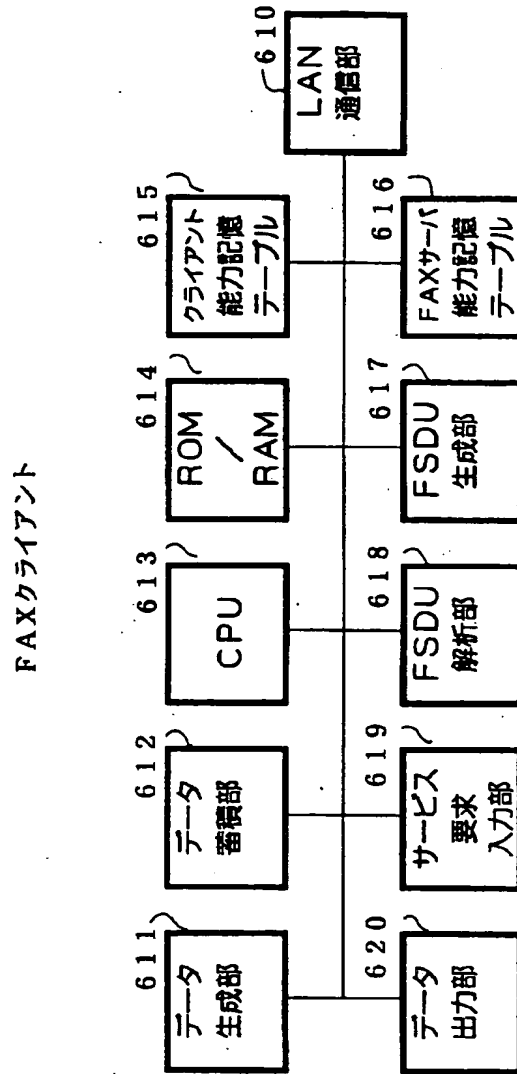 FAXクライアント
611
データ
生成部
612
データ
蓄積部
613
CPU
614
ROM
/
RAM
615
クライアント
能力記憶
テーブル
610
LAN
通信部
620
データ
出力部
619
サービス
要求
入力部
618
FSDU
解析部
617
FSDU
生成部
616
FAXサーバ
能力記憶
テーブル